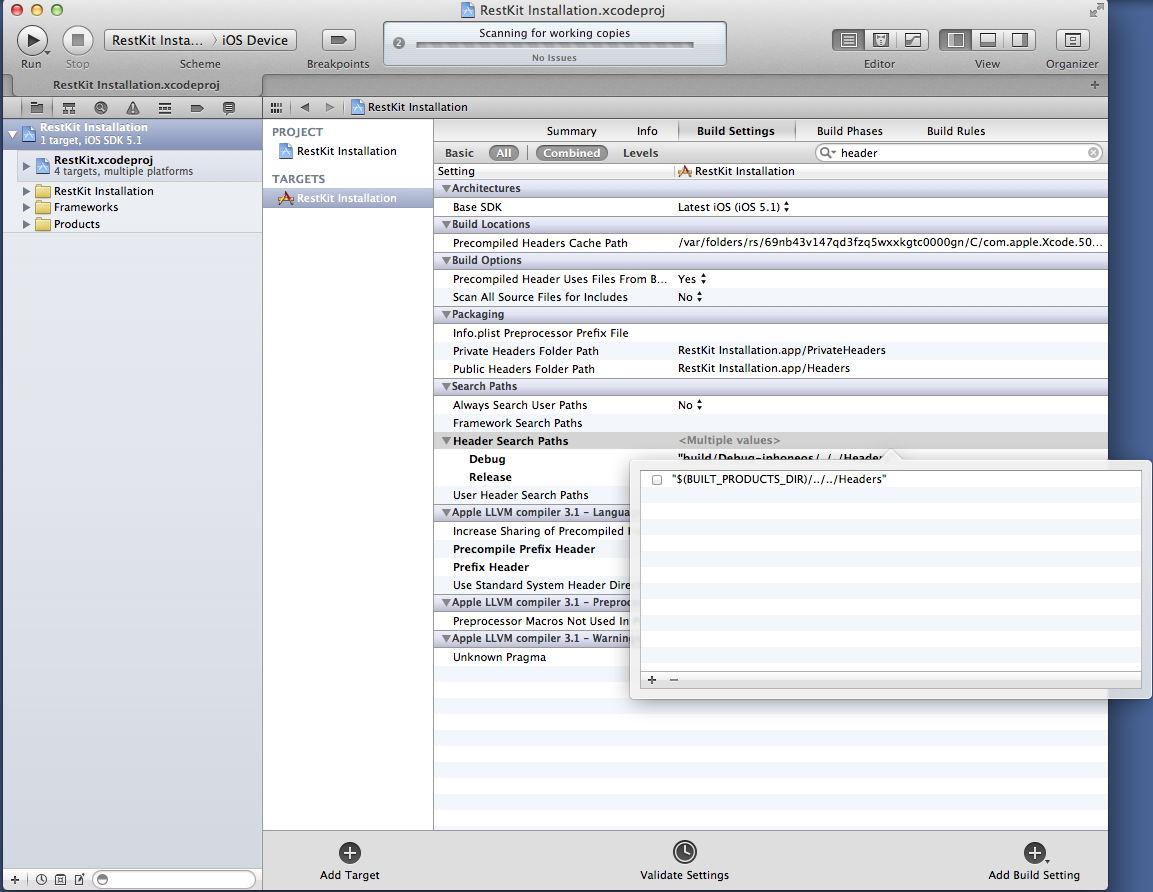 RestKit Installation.xcodeproj
RestKit Insta... iOS Device
2
Scanning for working copies
No Issues
Run
Stop
Scheme
Breakpoints
Editor
View
Organizer
RestKit Installation.xcodeproj
RestKit Installation
RestKit Installation
1 target, iOS SDK 5.1
RestKit.xcodeproj
4 targets, multiple platforms
RestKit Installation
Frameworks
Products
PROJECT
RestKit Installation
TARGETS
RestKit Installation
Summary
Info
Build Settings
Build Phases
Build Rules
Basic
All
Combined
Levels
header
Setting
RestKit Installation
Architectures
Base SDK
Latest iOS (iOS 5.1)
Build Locations
Precompiled Headers Cache Path
/var/folders/rs/69nb43v147qd3fzq5wxxkgtc0000gn/C/com.apple.Xcode.50...
Build Options
Precompiled Header Uses Files From B...
Yes
Scan All Source Files for Includes
No
Packaging
Info.plist Preprocessor Prefix File
Private Headers Folder Path
RestKit Installation.app/PrivateHeaders
Public Headers Folder Path
RestKit Installation.app/Headers
Search Paths
Always Search User Paths
No
Framework Search Paths
Header Search Paths
<Multiple values>
Debug
"build/Debug-iphoneos/../../Header
Release
"$(BUILT_PRODUCTS_DIR)/../../Headers"
User Header Search Paths
Apple LLVM compiler 3.1 - Langua
Increase Sharing of Precompiled
Precompile Prefix Header
Prefix Header
Use Standard System Header Dire
Apple LLVM compiler 3.1 - Preproc
Preprocessor Macros Not Used In
Apple LLVM compiler 3.1 - Warnin
Unknown Pragma
Add Target
Validate Settings
Add Build Setting